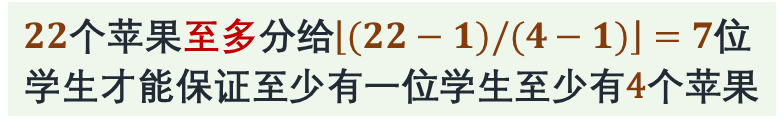 22个苹果至多分给⌊(22 − 1)/(4 − 1)⌋ = 7位
学生才能保证至少有一位学生至少有4个苹果